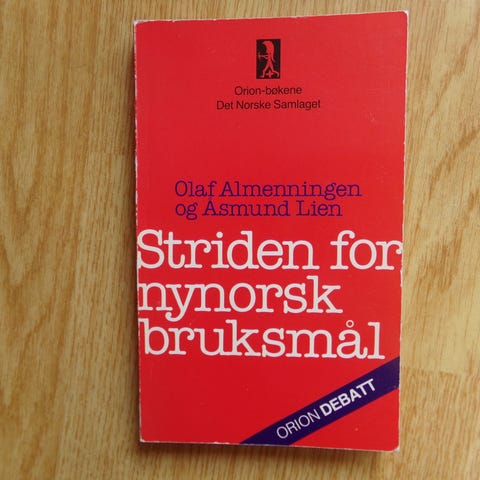 Orion-bøkene
Det Norske Samlaget
Olaf Almenningen
og Åsmund Lien
Striden for
nynorsk
bruksmål
ORION DEBATT